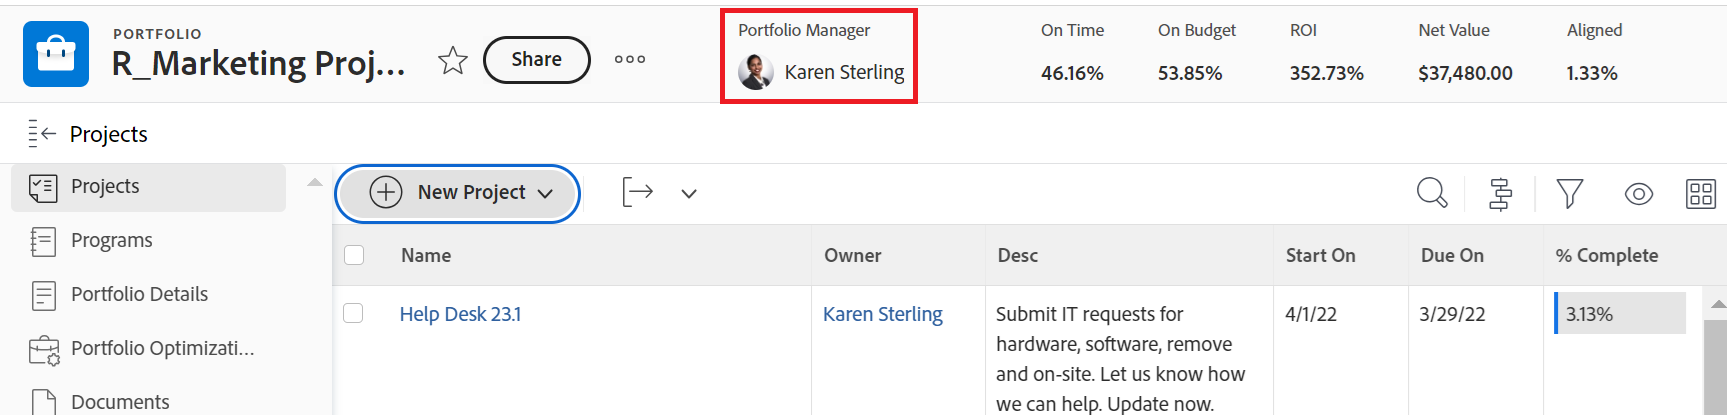 PORTFOLIO
R_Marketing Proj...
Share
Portfolio Manager
Karen Sterling
On Time
46.16%
On Budget
53.85%
ROI
352.73%
Net Value
$37,480.00
Aligned
1.33%
Projects
Projects
Programs
Portfolio Details
Portfolio Optimizati...
Documents
New Project
Name
Owner
Desc
Start On
Due On
% Complete
Help Desk 23.1
Karen Sterling
Submit IT requests for
hardware, software, remove
and on-site. Let us know how
we can help. Update now.
4/1/22
3/29/22
3.13%